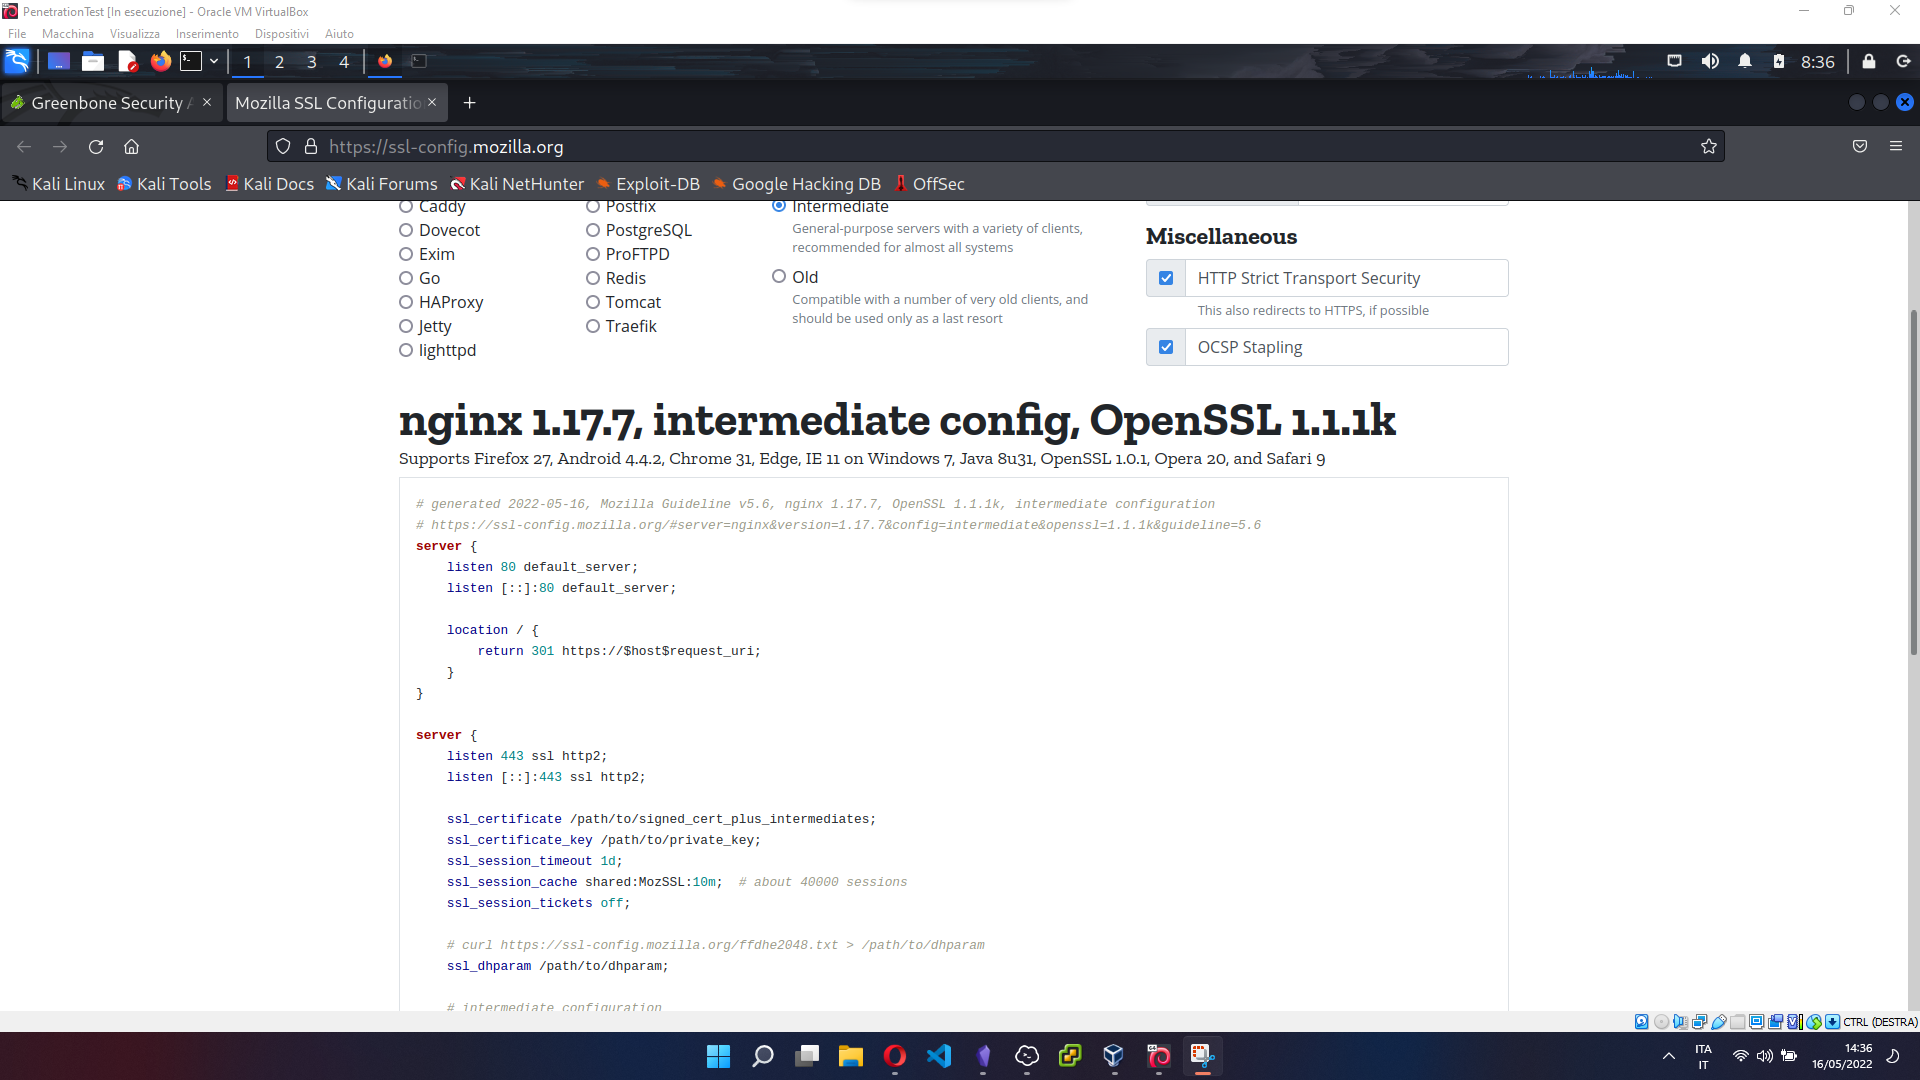 PenetrationTest [In esecuzione] - Oracle VM VirtualBox
File Macchina Visualizza Inserimento Dispositivi Aiuto
1 2 3 4 8:36
Greenbone Security A Mozilla SSL Configuratio
https://ssl-config.mozilla.org
Kali Linux Kali Tools Kali Docs Kali Forums Kali NetHunter Exploit-DB Google Hacking DB OffSec
Caddy
Dovecot
Exim
Go
HAProxy
Jetty
lighttpd
Postfix
PostgreSQL
ProFTPD
Redis
Tomcat
Traefik
Intermediate
General-purpose servers with a variety of clients,
recommended for almost all systems
Old
Compatible with a number of very old clients, and
should be used only as a last resort
Miscellaneous
HTTP Strict Transport Security
This also redirects to HTTPS, if possible
OCSP Stapling
nginx 1.17.7, intermediate config, OpenSSL 1.1.1k
Supports Firefox 27, Android 4.4.2, Chrome 31, Edge, IE 11 on Windows 7, Java 8u31, OpenSSL 1.0.1, Opera 20, and Safari 9
# generated 2022-05-16, Mozilla Guideline v5.6, nginx 1.17.7, OpenSSL 1.1.1k, intermediate configuration
# https://ssl-config.mozilla.org/#server=nginx&version=1.17.7&config=intermediate&openssl=1.1.1k&guideline=5.6
server {
listen 80 default_server;
listen [::]:80 default_server;
location / {
return 301 https://$host$request_uri;
}
}
server {
listen 443 ssl http2;
listen [::]:443 ssl http2;
ssl_certificate /path/to/signed_cert_plus_intermediates;
ssl_certificate_key /path/to/private_key;
ssl_session_timeout 1d;
ssl_session_cache shared:MozSSL:10m;  # about 40000 sessions
ssl_session_tickets off;
# curl https://ssl-config.mozilla.org/ffdhe2048.txt > /path/to/dhparam
ssl_dhparam /path/to/dhparam;
# intermediate configuration
CTRL (DESTRA)
ITA
IT
14:36
16/05/2022